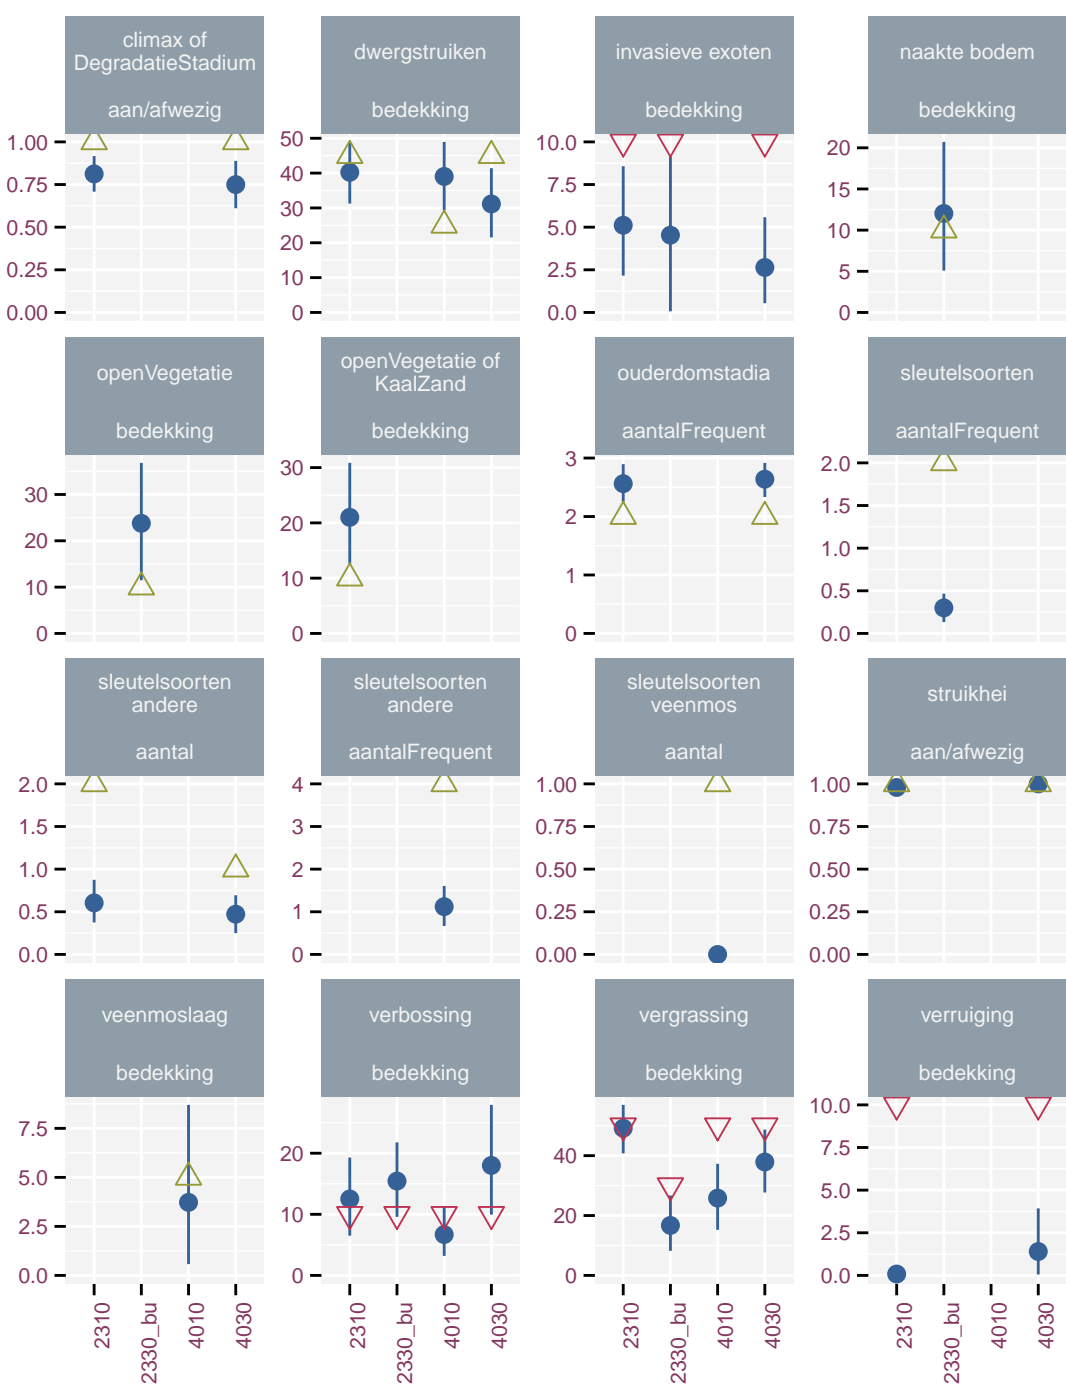 climax of
DegradatieStadium
aan/afwezig
1.00
0.75
0.50
0.25
0.00
dwergstruiken
bedekking
50
40
30
20
10
0
invasieve exoten
bedekking
10.0
7.5
5.0
2.5
0.0
naakte bodem
bedekking
20
15
10
5
0
openVegetatie
bedekking
30
20
10
0
openVegetatie of
KaalZand
bedekking
30
20
10
0
ouderdomstadia
aantalFrequent
3
2
1
0
sleutelsoorten
aantalFrequent
2.0
1.5
1.0
0.5
0.0
sleutelsoorten
andere
aantal
2.0
1.5
1.0
0.5
0.0
sleutelsoorten
andere
aantalFrequent
4
3
2
1
0
sleutelsoorten
veenmos
aantal
1.00
0.75
0.50
0.25
0.00
struikhei
aan/afwezig
1.00
0.75
0.50
0.25
0.00
veenmoslaag
bedekking
7.5
5.0
2.5
0.0
2310
2330_bu
4010
4030
verbossing
bedekking
20
10
0
2310
2330_bu
4010
4030
vergrassing
bedekking
40
20
0
2310
2330_bu
4010
4030
verruiging
bedekking
10.0
7.5
5.0
2.5
0.0
2310
2330_bu
4010
4030